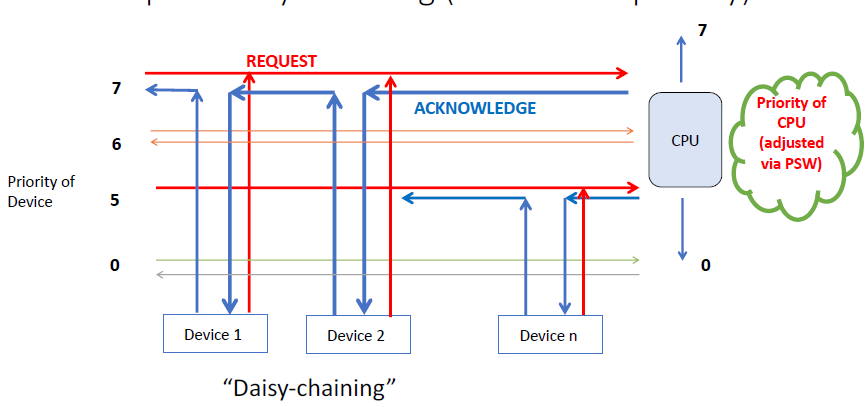 REQUEST
7
7
ACKNOWLEDGE
Priority of
CPU
(adjusted
via PSW)
CPU
6
Priority of
Device
5
0
0
Device 1
Device 2
Device n
“Daisy-chaining”